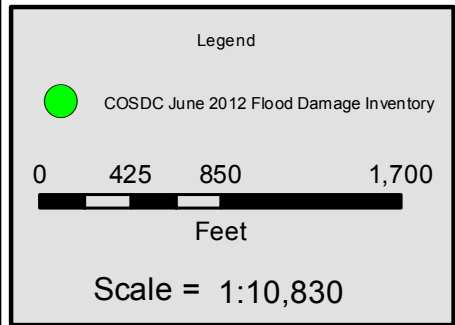 Legend
COSDC June 2012 Flood Damage Inventory
0 425 850 1,700
Feet
Scale = 1:10,830